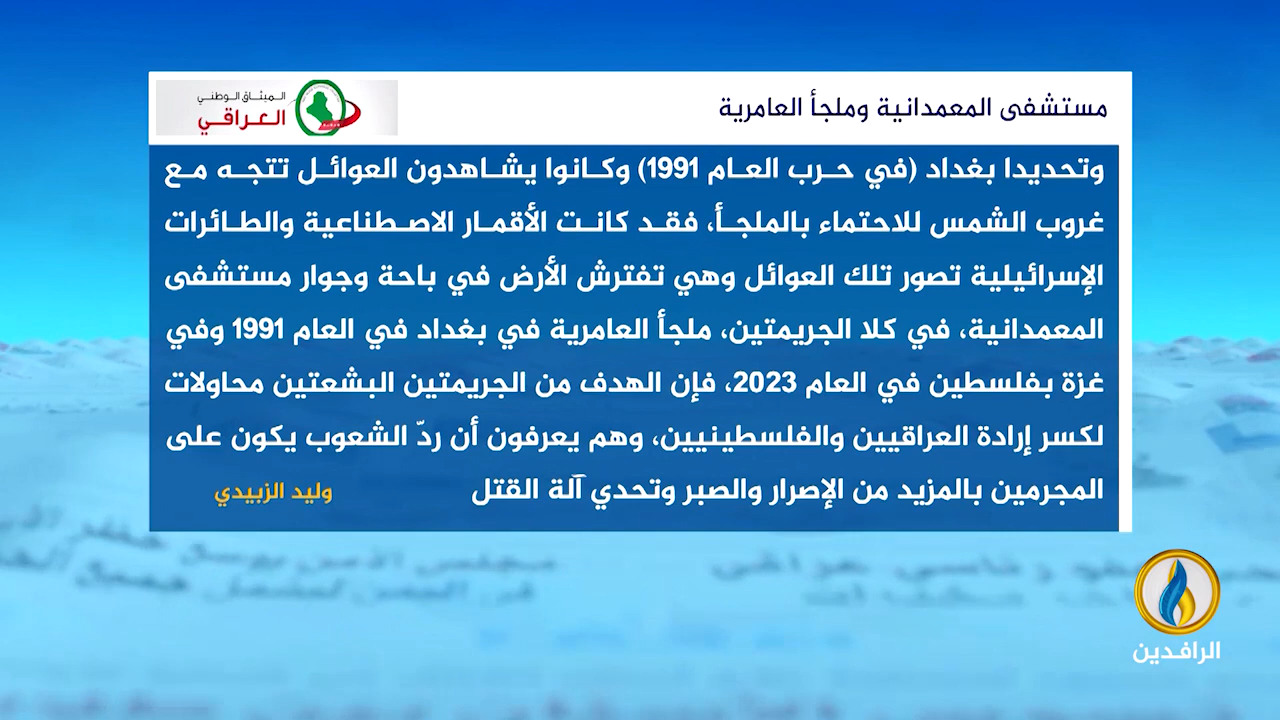 مستشفى المعمدانية وملجأ العامرية
الميثاق الوطني
العراقي
وتحديدا بغداد (في حرب العام 1991) وكانوا يشاهدون العوائل تتجه مع
غروب الشمس للاحتماء بالملجأ، فقد كانت الأقمار الاصطناعية والطائرات
الإسرائيلية تصور تلك العوائل وهي تفترش الأرض في باحة وجوار مستشفى
المعمدانية، في كلا الجريمتين، ملجأ العامرية في بغداد في العام 1991 وفي
غزة بفلسطين في العام 2023، فإن الهدف من الجريمتين البشعتين محاولات
لكسر إرادة العراقيين والفلسطينيين، وهم يعرفون أن ردّ الشعوب يكون على
المجرمين بالمزيد من الإصرار والصبر وتحدي آلة القتل
وليد الزبيدي
الرافدين